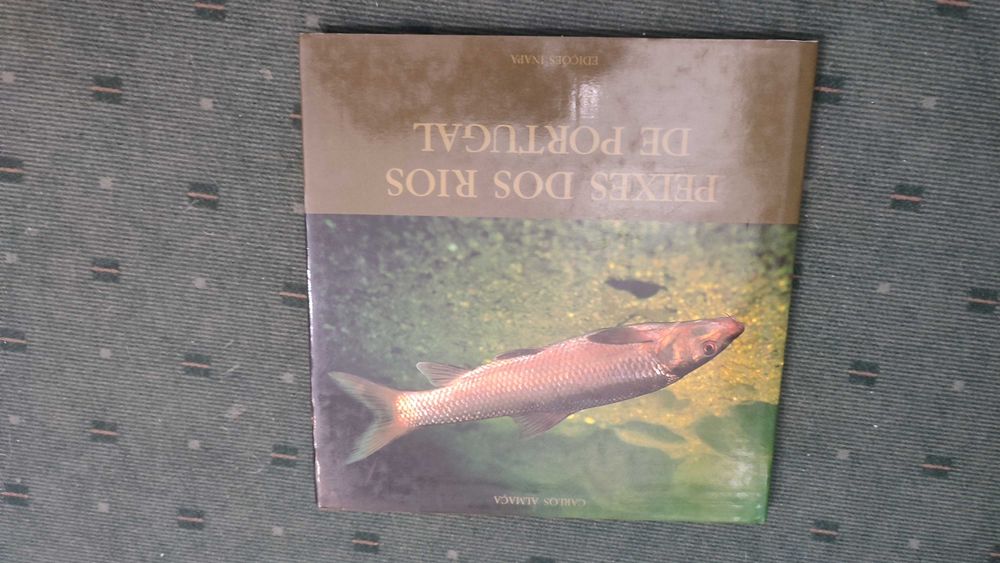 CARLOS ALMAÇA
PEIXES DOS RIOS
DE PORTUGAL
EDIÇÕES INAPA